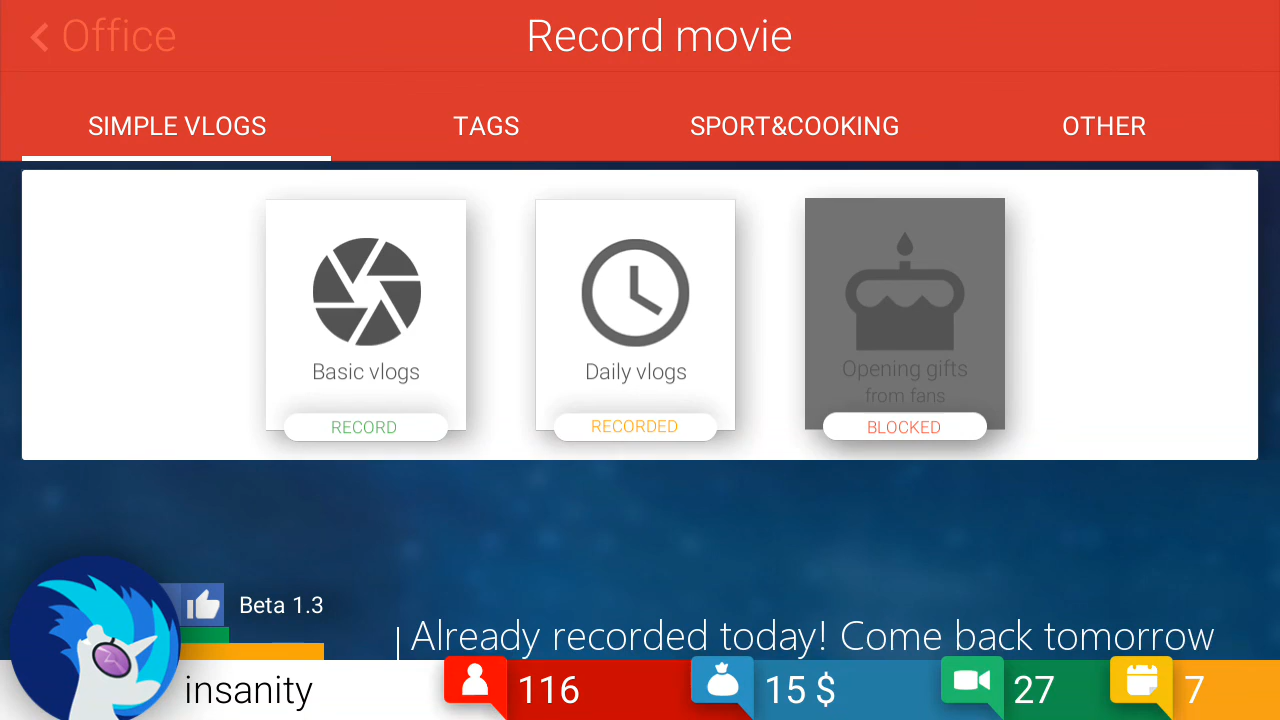 Office
Record movie
SIMPLE VLOGS
TAGS
SPORT&COOKING
OTHER
Basic vlogs
RECORD
Daily vlogs
RECORDED
Opening gifts
from fans
BLOCKED
Beta 1.3
Already recorded today! Come back tomorrow
insanity
116
15 $
27
7